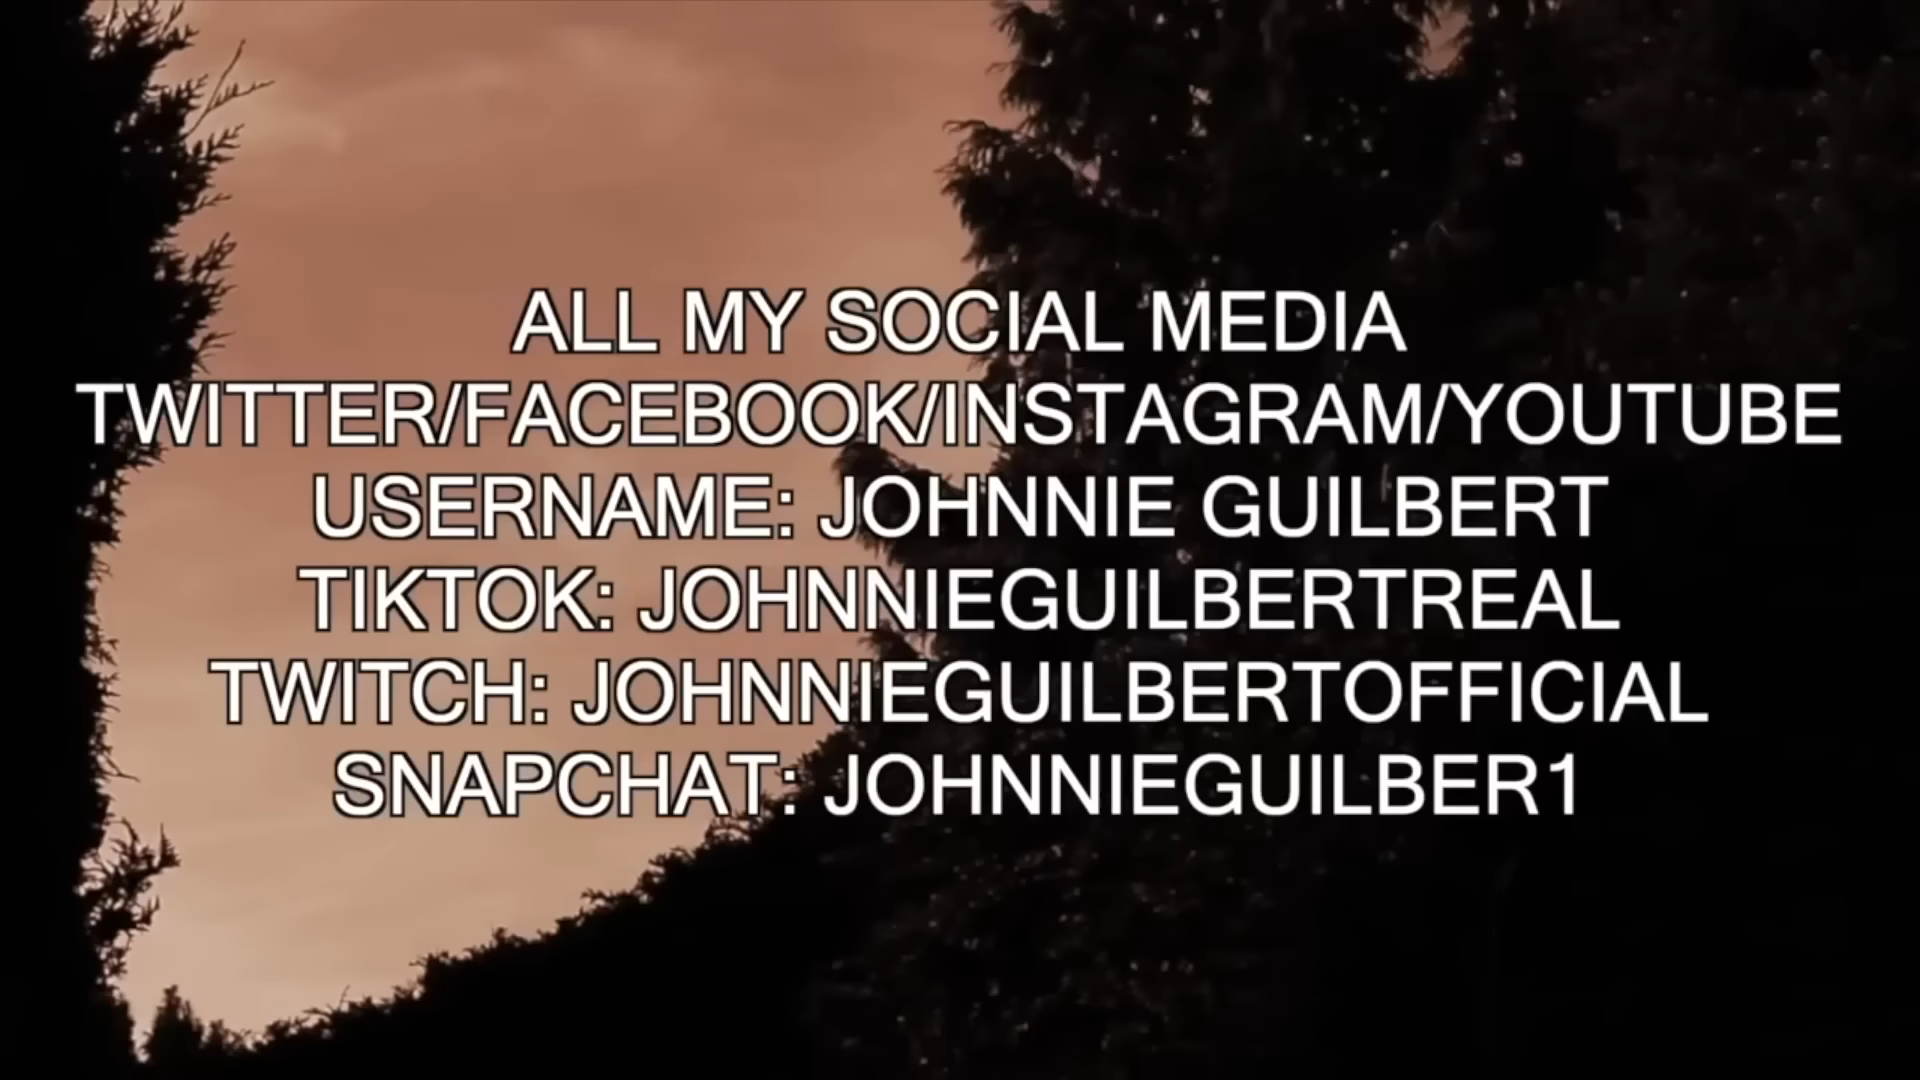 ALL MY SOCIAL MEDIA
TWITTER/FACEBOOK/INSTAGRAM/YOUTUBE
USERNAME: JOHNNIE GUILBERT
TIKTOK: JOHNNIEGUILBERTREAL
TWITCH: JOHNNIEGUILBERTOFFICIAL
SNAPCHAT: JOHNNIEGUILBER1